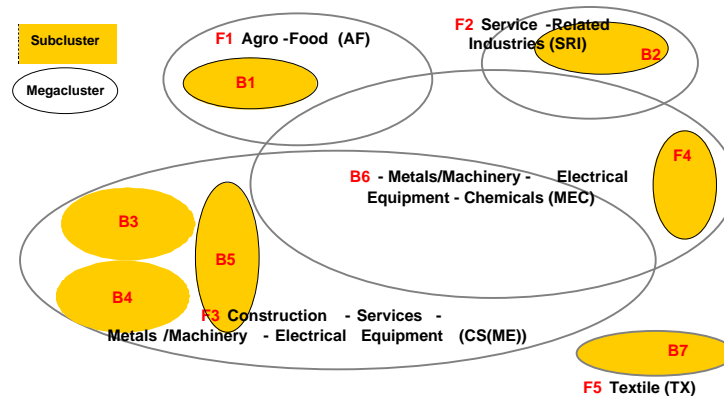 Subcluster
Megacluster
F1 Agro -Food (AF)
B1
F2 Service -Related
Industries (SRI)
B2
F4
B6 - Metals/Machinery - Electrical
Equipment - Chemicals (MEC)
B3
B5
B4
F3 Construction - Services -
Metals /Machinery - Electrical Equipment (CS(ME))
B7
F5 Textile (TX)